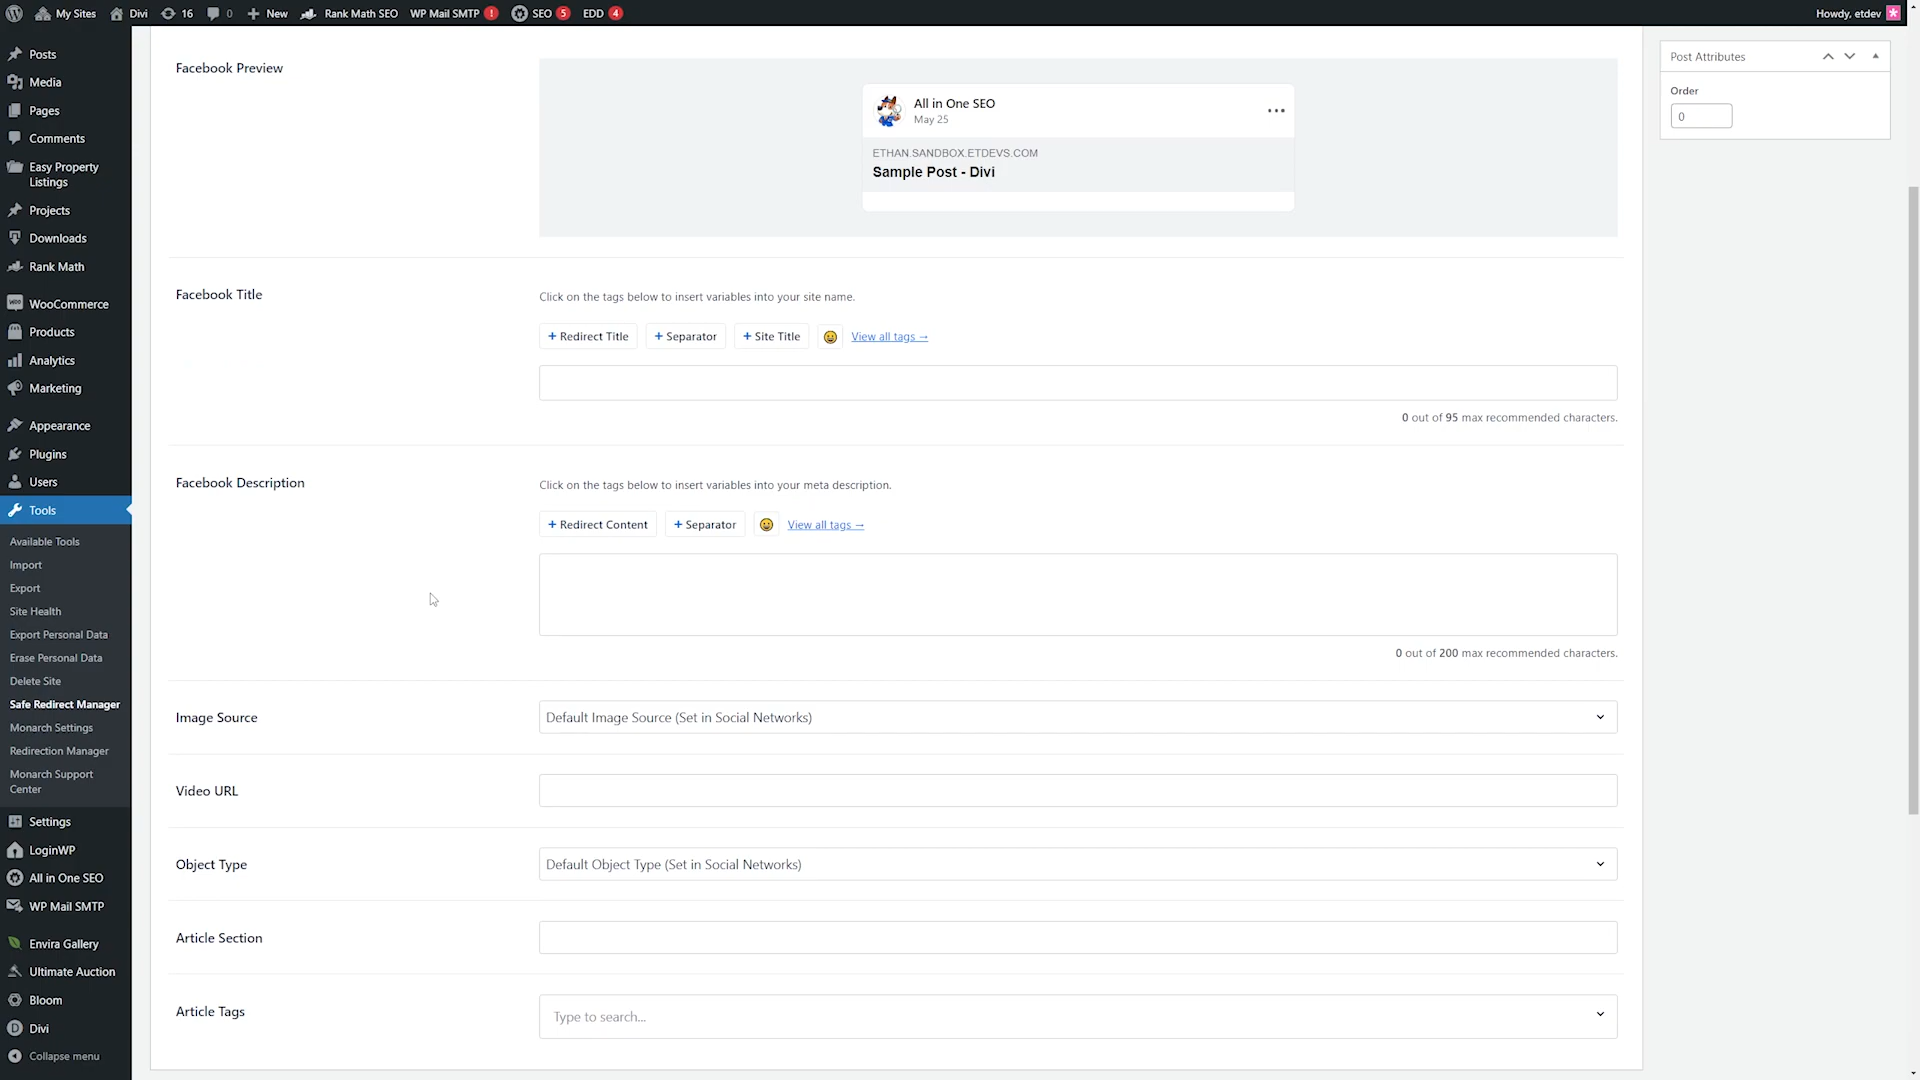 My Sites
Divi
16
0
New
Rank Math SEO
WP Mail SMTP
!
SEO
5
EDD
4
Howdy, etdev
Posts
Media
Pages
Comments
Easy Property
Listings
Projects
Downloads
Rank Math
WooCommerce
Products
Analytics
Marketing
Appearance
Plugins
Users
Tools
Available Tools
Import
Export
Site Health
Export Personal Data
Erase Personal Data
Delete Site
Safe Redirect Manager
Monarch Settings
Redirection Manager
Monarch Support
Center
Settings
LoginWP
All in One SEO
WP Mail SMTP
Envira Gallery
Ultimate Auction
Bloom
Divi
Collapse menu
Facebook Preview
All in One SEO
May 25
ETHAN.SANDBOX.ETDEVS.COM
Sample Post - Divi
Facebook Title
Click on the tags below to insert variables into your site name.
+ Redirect Title
+ Separator
+ Site Title
View all tags →
0 out of 95 max recommended characters.
Facebook Description
Click on the tags below to insert variables into your meta description.
+ Redirect Content
+ Separator
View all tags →
0 out of 200 max recommended characters.
Image Source
Default Image Source (Set in Social Networks)
Video URL
Object Type
Default Object Type (Set in Social Networks)
Article Section
Article Tags
Type to search...
Post Attributes
Order
0